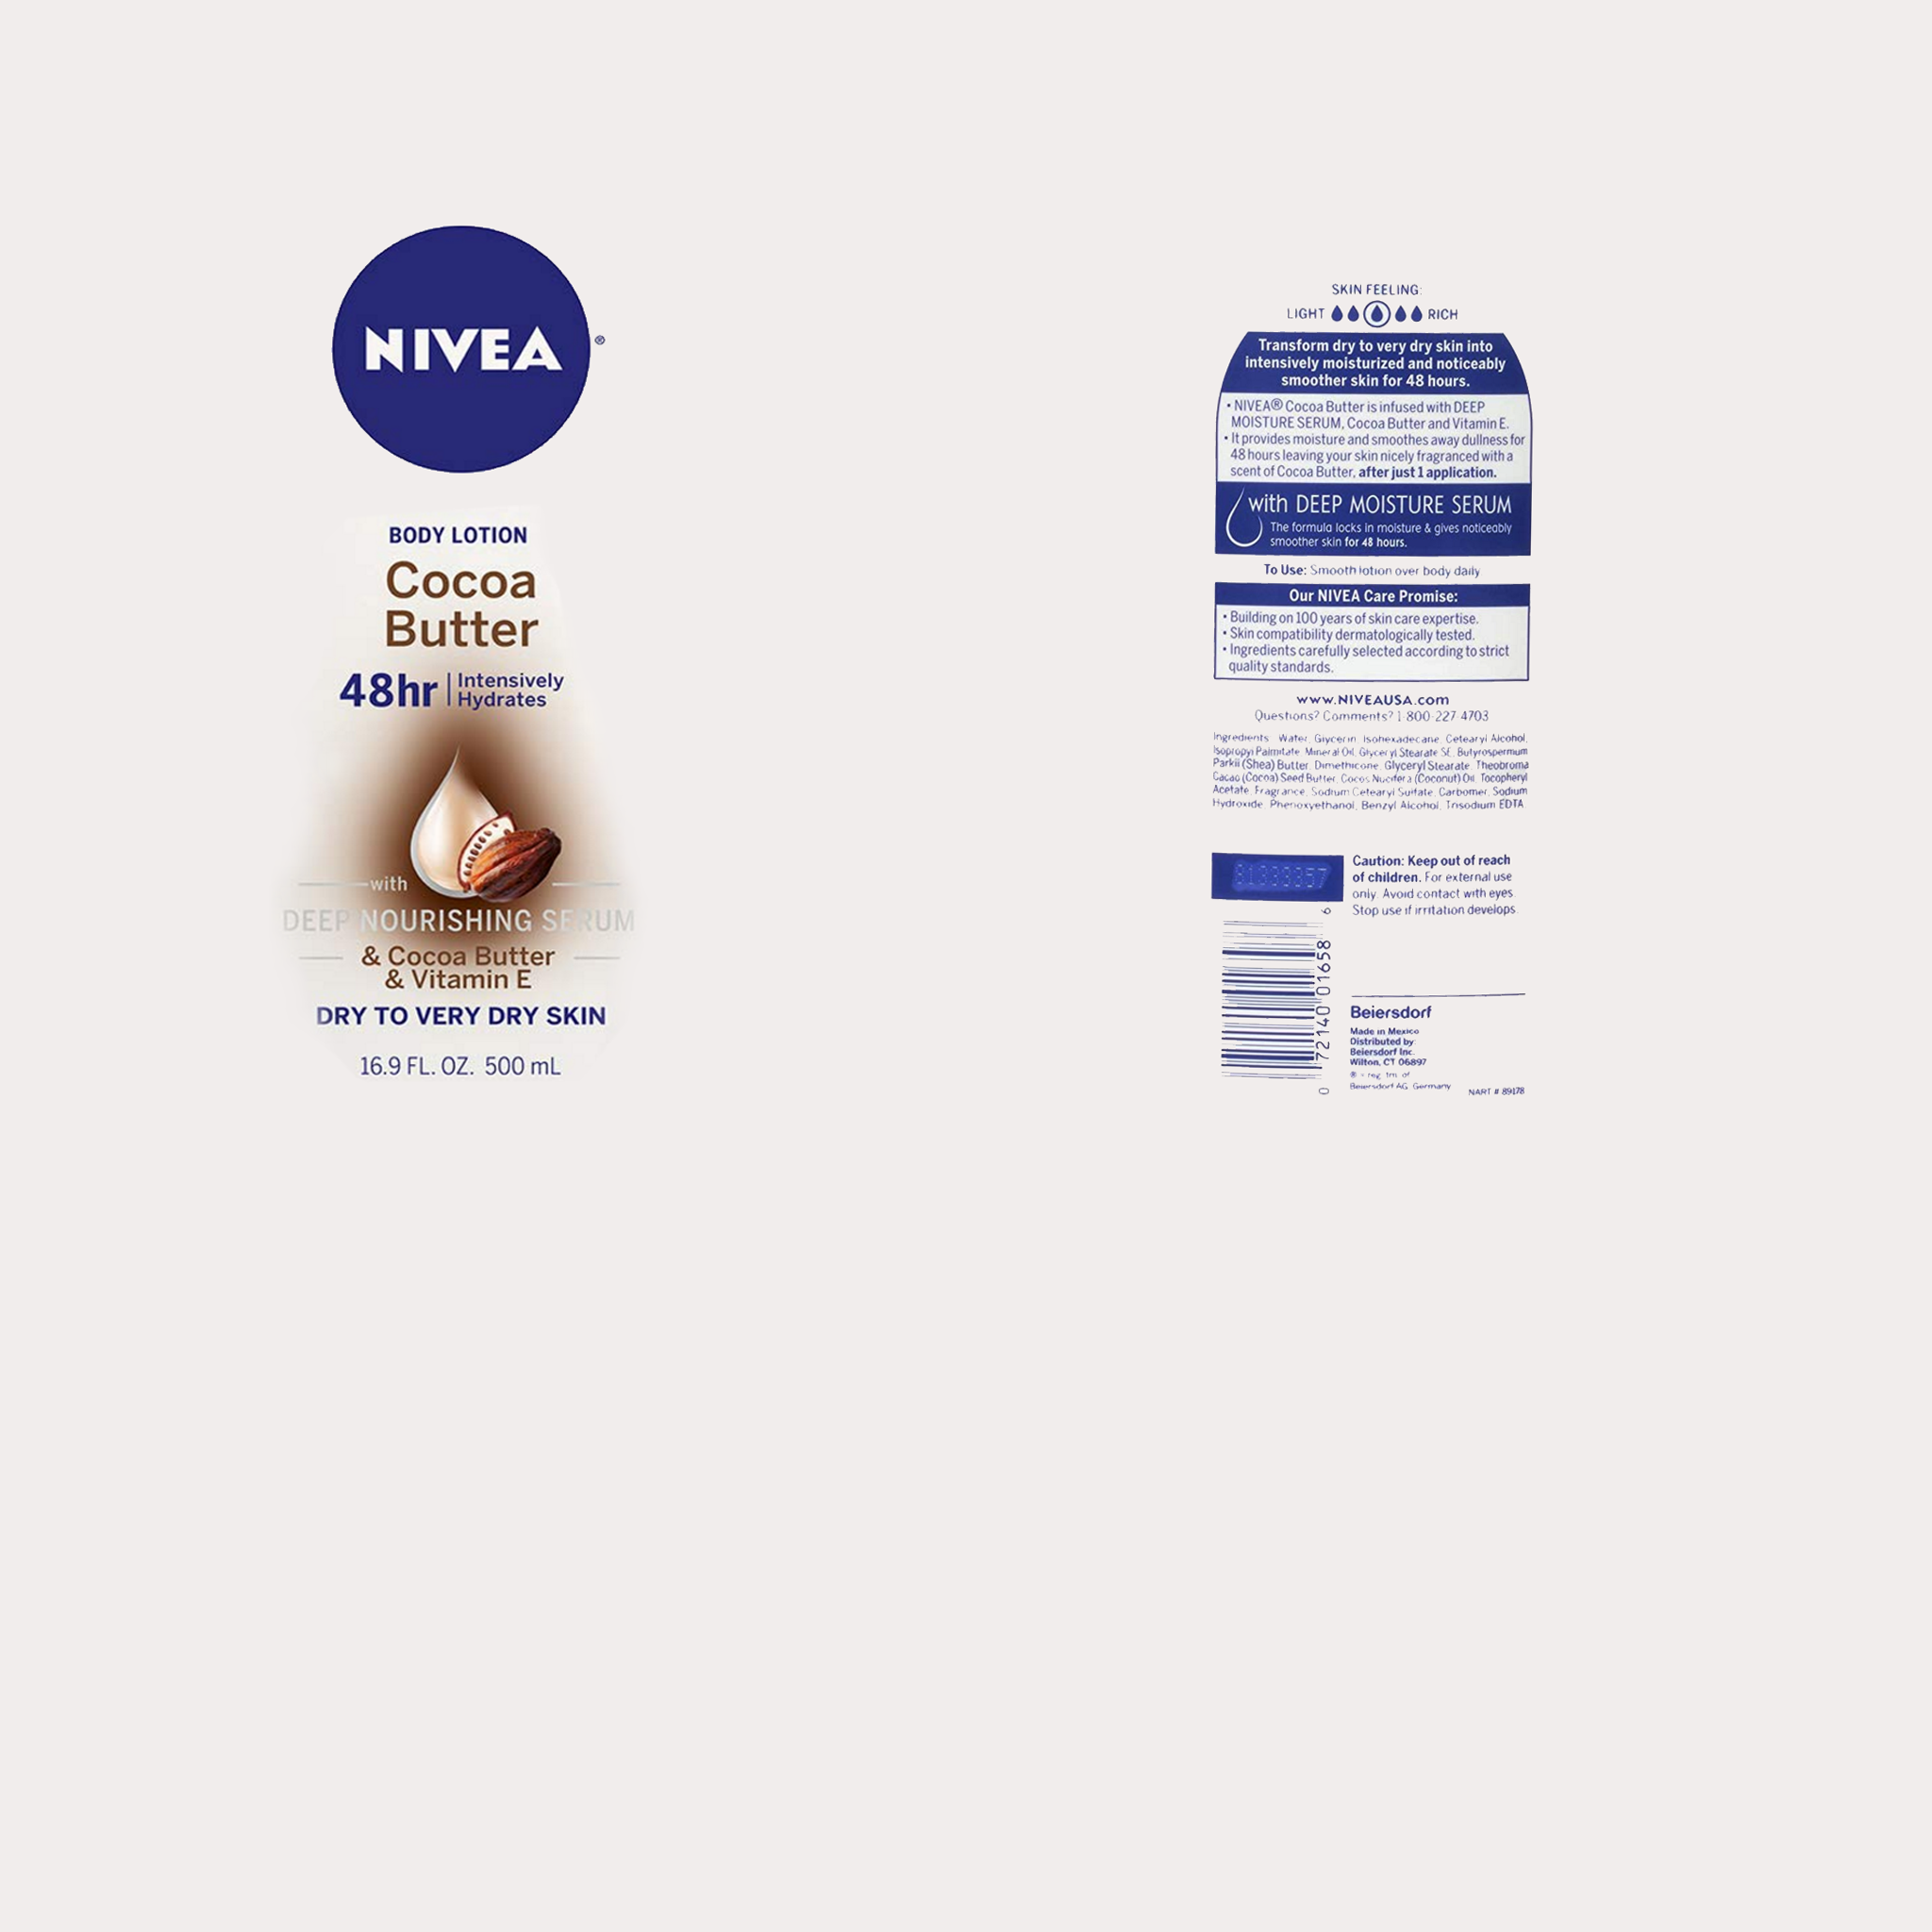 NIVEA®
BODY LOTION
Cocoa
Butter
48hr
Intensively
Hydrates
with
DEEP NOURISHING SERUM
& Cocoa Butter
& Vitamin E
DRY TO VERY DRY SKIN
16.9 FL. OZ. 500 mL
SKIN FEELING:
LIGHT RICH
Transform dry to very dry skin into
intensively moisturized and noticeably
smoother skin for 48 hours.
• NIVEA® Cocoa Butter is infused with DEEP
MOISTURE SERUM, Cocoa Butter and Vitamin E.
• It provides moisture and smoothes away dullness for
48 hours leaving your skin nicely fragranced with a
scent of Cocoa Butter, after just 1 application.
with DEEP MOISTURE SERUM
The formula locks in moisture & gives noticeably
smoother skin for 48 hours.
To Use: Smooth lotion over body daily
Our NIVEA Care Promise:
• Building on 100 years of skin care expertise.
• Skin compatibility dermatologically tested.
• Ingredients carefully selected according to strict
quality standards.
www.NIVEAUSA.com
Questions? Comments? 1-800-227-4703
Ingredients: Water, Glycerin, Isohexadecane, Cetearyl Alcohol,
Isopropyl Palmitate, Mineral Oil, Glyceryl Stearate SE, Butyrospermum
Parkii (Shea) Butter, Dimethicone, Glyceryl Stearate, Theobroma
Cacao (Cocoa) Seed Butter, Cocos Nucifera (Coconut) Oil, Tocopheryl
Acetate, Fragrance, Sodium Cetearyl Sulfate, Carbomer, Sodium
Hydroxide, Phenoxyethanol, Benzyl Alcohol, Trisodium EDTA
Caution: Keep out of reach
of children. For external use
only. Avoid contact with eyes.
Stop use if irritation develops.
0 72140 01658 6
Beiersdorf
Made in Mexico
Distributed by:
Beiersdorf Inc.
Wilton, CT 06897
® = reg. tm. of
Beiersdorf AG, Germany
NART # 89178